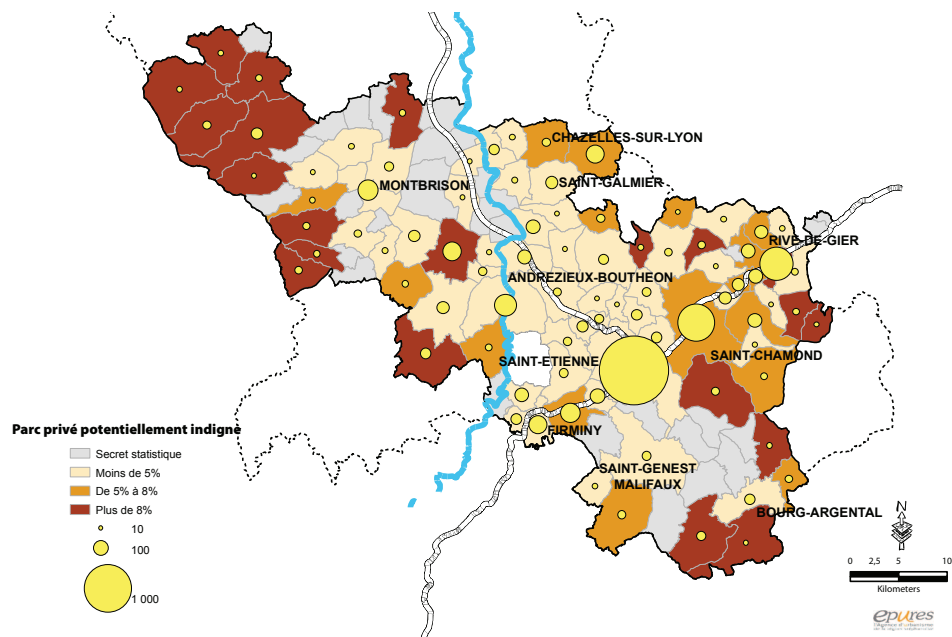 CHAZELLES-SUR-LYON
MONTBRISON
SAINT-GALMIER
RIVE-DE-GIER
ANDREZIEUX-BOUTHEON
SAINT-ETIENNE
SAINT-CHAMOND
FIRMINY
SAINT-GENEST
MALIFAUX
BOURG-ARGENTAL
Parc privé potentiellement indigne
Secret statistique
Moins de 5%
De 5% à 8%
Plus de 8%
10
100
1 000
N
0 2,5 5 10
Kilometers
epures